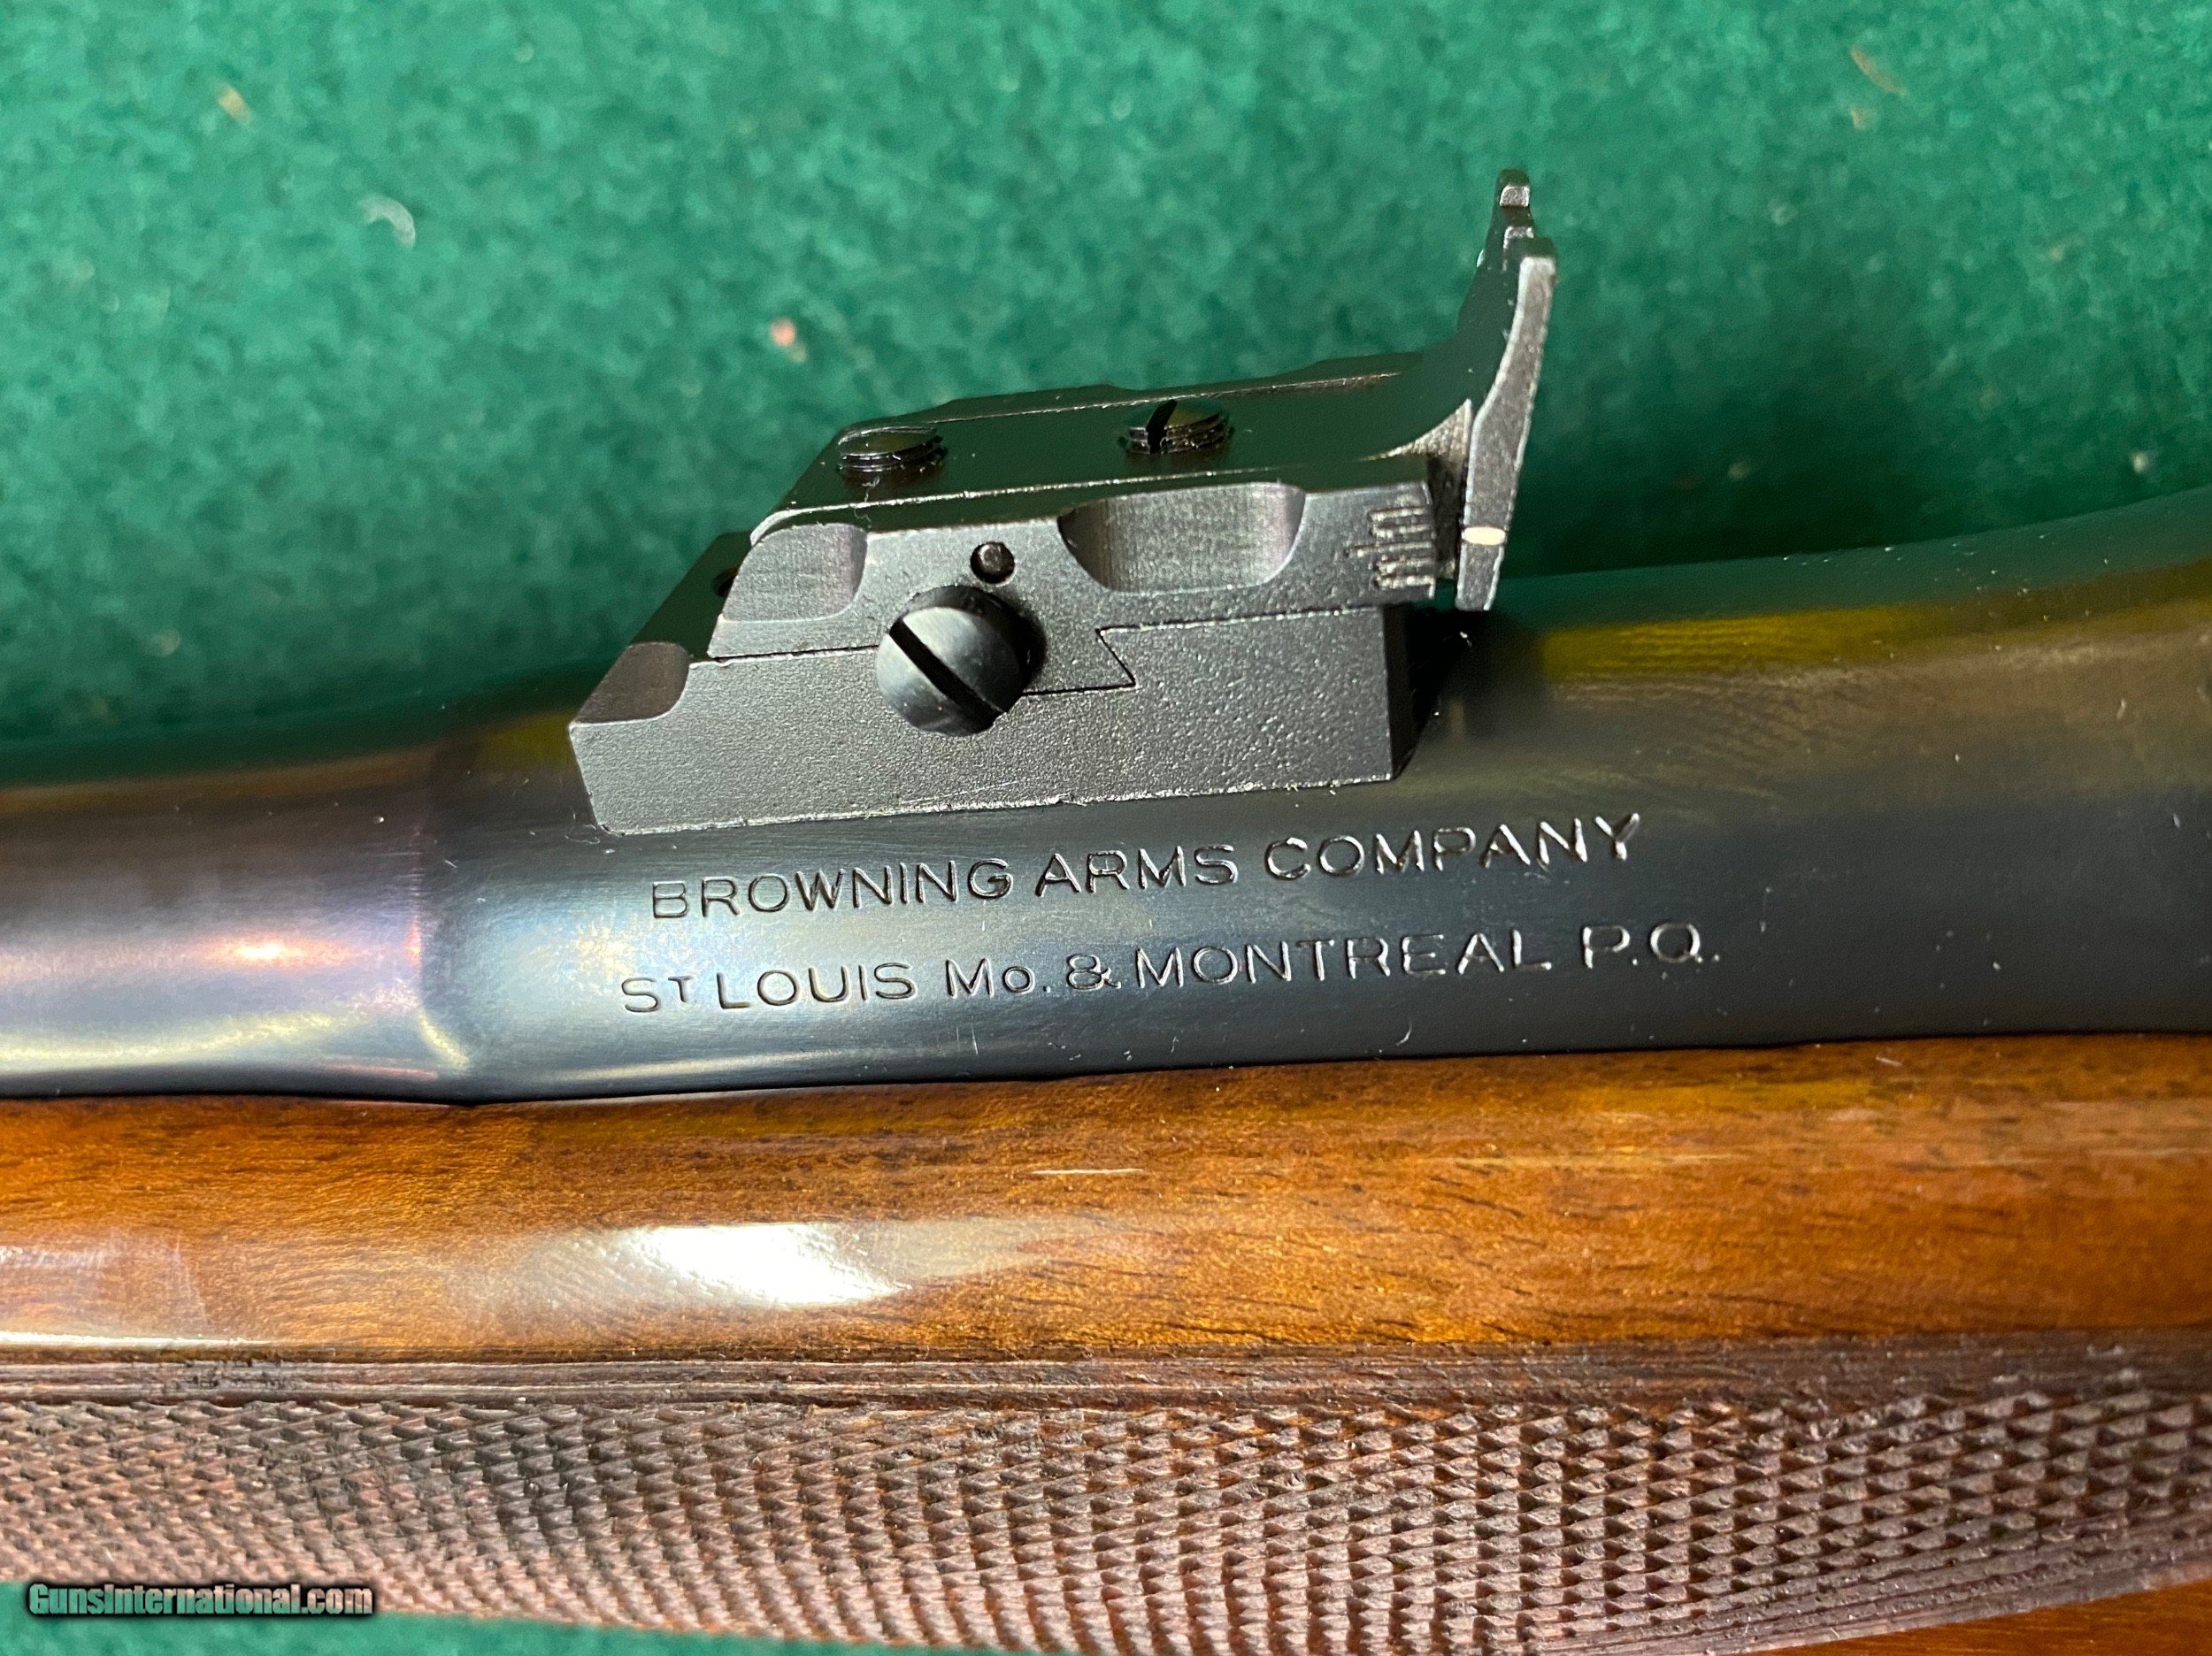 BROWNING ARMS COMPANY
ST LOUIS Mo. & MONTREAL P.Q.
GunsInternational.com